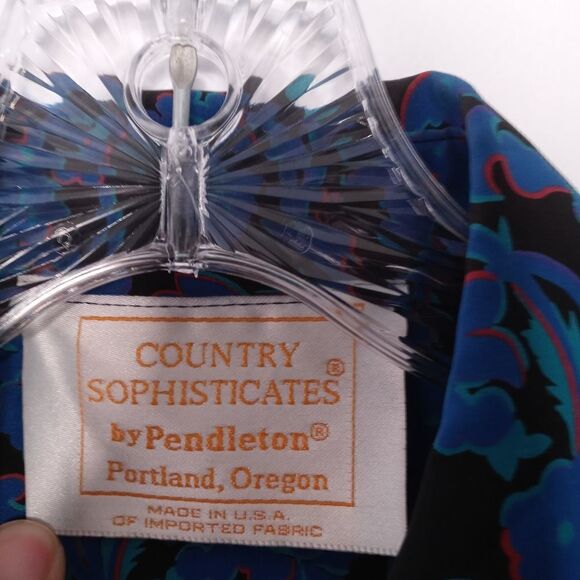 COUNTRY
SOPHISTICATES®
by Pendleton®
Portland, Oregon
MADE IN U.S.A.
OF IMPORTED FABRIC